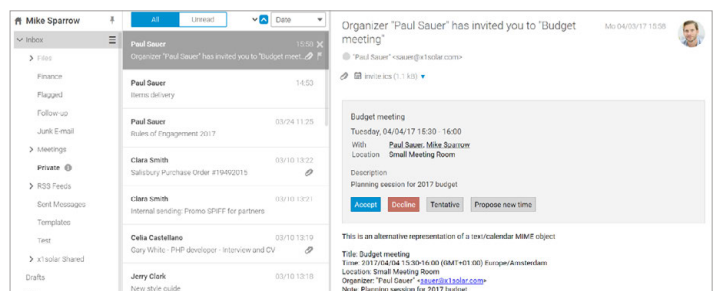 Mike Sparrow
Inbox
Files
Finance
Flagged
Follow-up
Junk E-mail
Meetings
Private
RSS Feeds
Sent Messages
Templates
Test
x1solar Shared
Drafts
All Unread Date
Paul Sauer 15:50
Organizer "Paul Sauer" has invited you to "Budget meet...
Paul Sauer 14:50
Items delivery
Paul Sauer 03/24 11:25
Rules of Engagement 2017
Clara Smith 03/10 13:22
Salisbury Purchase Order #19492015
Clara Smith 03/10 13:21
Internal sending: Promo SPIFF for partners
Celia Castellano 03/10 13:19
Gary White - PHP developer - Interview and CV
Jerry Clark 03/10 13:18
New style guide
Organizer "Paul Sauer" has invited you to "Budget
meeting"
Mo 04/03/17 15:58
"Paul Sauer" <sauer@x1solar.com>
invite.ics (1.1 kB)
Budget meeting
Tuesday, 04/04/17 15:30 - 16:00
With Paul Sauer, Mike Sparrow
Location Small Meeting Room
Description
Planning session for 2017 budget
Accept Decline Tentative Propose new time
This is an alternative representation of a text/calendar MIME object
Title: Budget meeting
Time: 2017/04/04 15:30-16:00 (GMT+01:00) Europe/Amsterdam
Location: Small Meeting Room
Organizer: "Paul Sauer" <sauer@x1solar.com>
Note: Planning session for 2017 budget